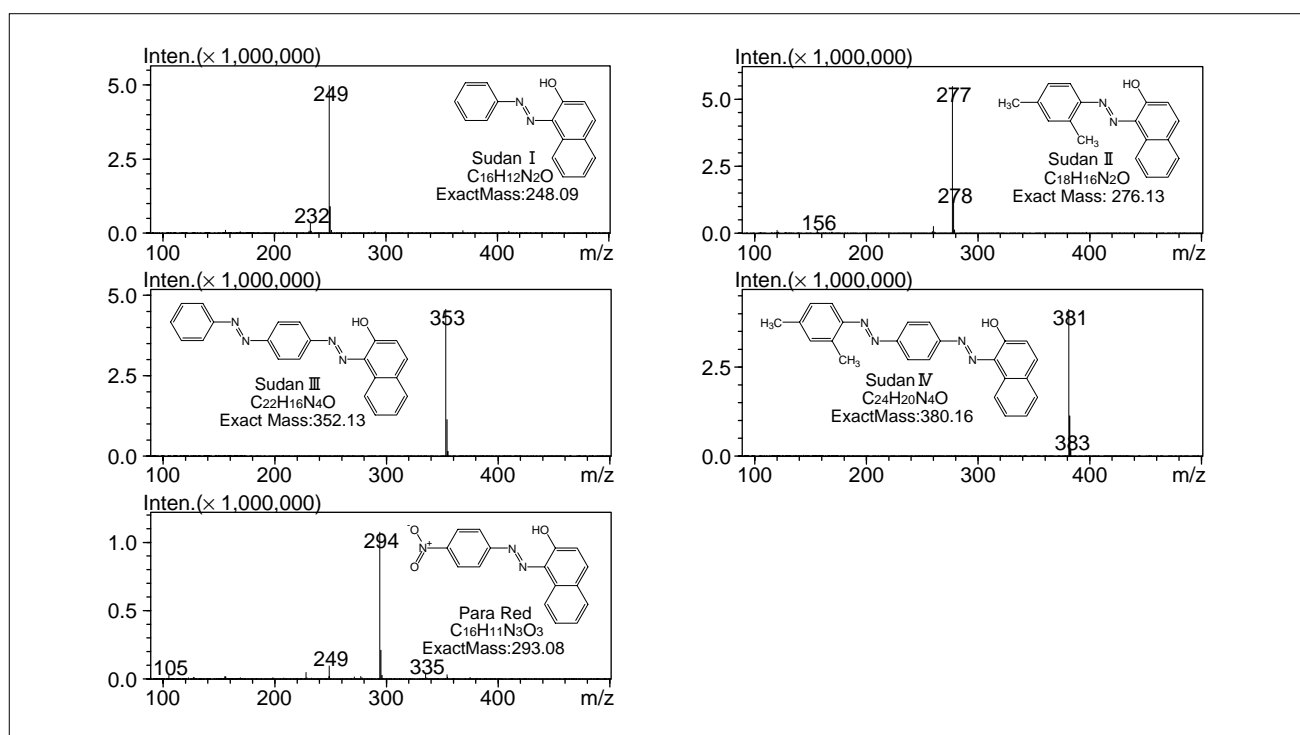 Inten.(× 1,000,000)
5.0
2.5
0.0
249
232
HO
N
N
Sudan Ⅰ
C16H12N2O
ExactMass:248.09
100 200 300 400 m/z
Inten.(× 1,000,000)
5.0
2.5
0.0
277
278
156
HO
H3C
N
N
CH3
Sudan Ⅱ
C18H16N2O
Exact Mass: 276.13
100 200 300 400 m/z
Inten.(× 1,000,000)
5.0
2.5
0.0
353
HO
N
N
N
N
Sudan Ⅲ
C22H16N4O
Exact Mass:352.13
100 200 300 400 m/z
Inten.(× 1,000,000)
2.5
0.0
381
383
HO
H3C
N
N
N
N
CH3
Sudan Ⅳ
C24H20N4O
ExactMass:380.16
100 200 300 400 m/z
Inten.(× 1,000,000)
1.0
0.5
0.0
294
105
249
335
-O
N+
O
HO
N
N
Para Red
C16H11N3O3
ExactMass:293.08
100 200 300 400 m/z